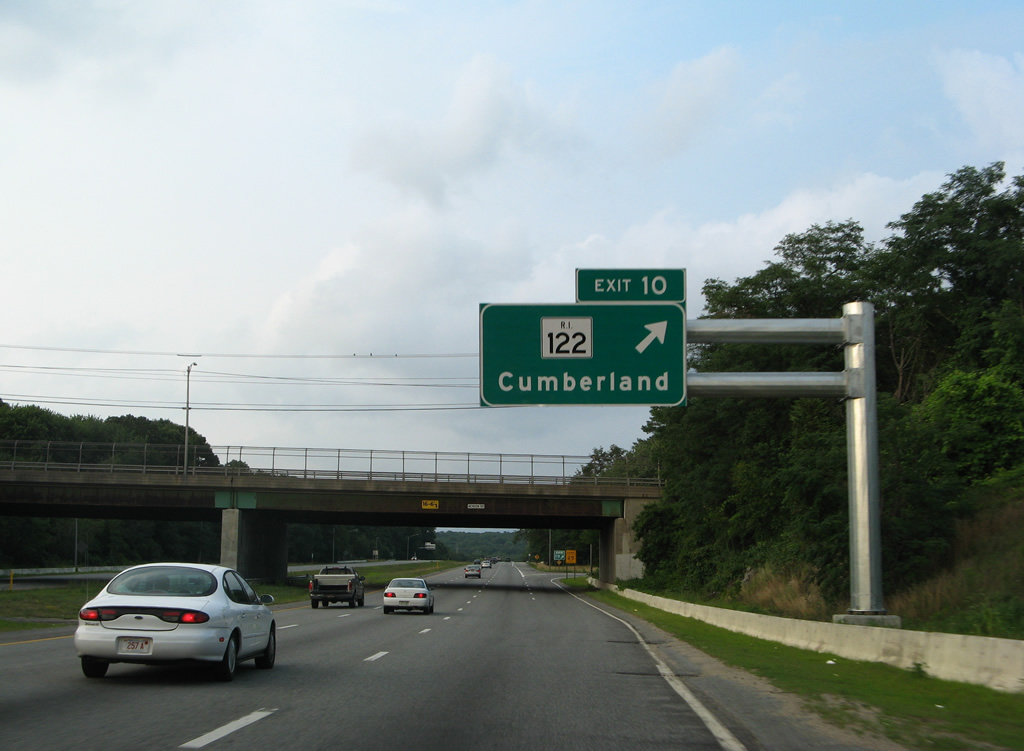 EXIT 10
R.I.
122
Cumberland